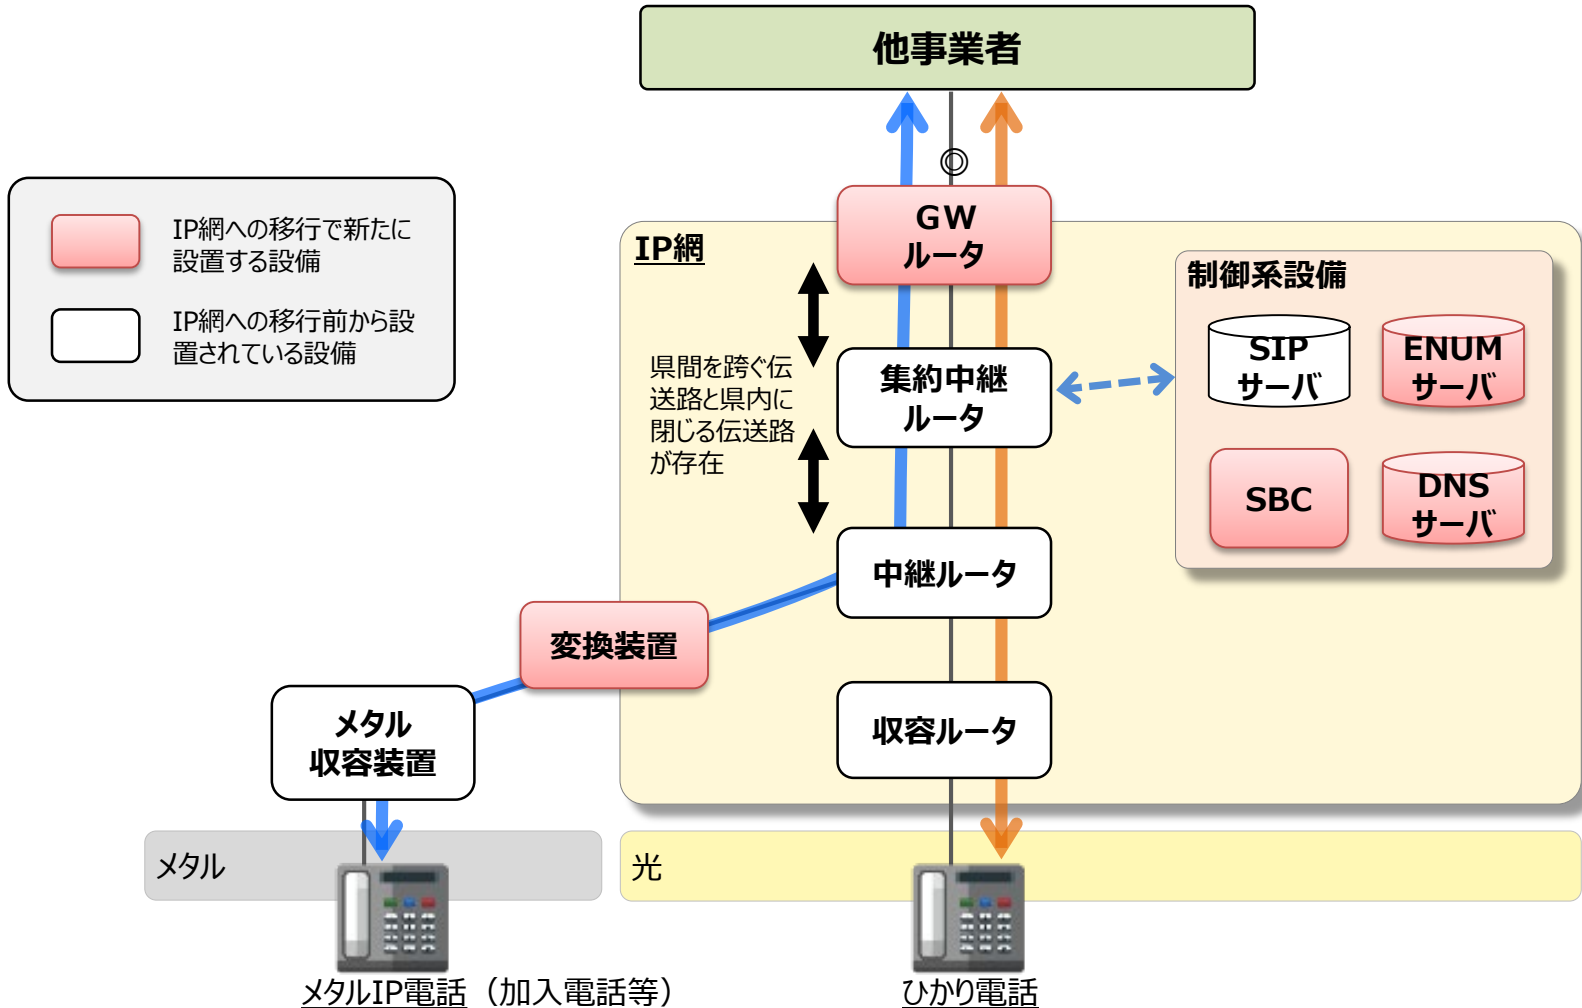 他事業者
◎
GW
ルータ
IP網
IP網への移行で新たに
設置する設備
IP網への移行前から設
置されている設備
制御系設備
SIP
サーバ
ENUM
サーバ
SBC
DNS
サーバ
県間を跨ぐ伝
送路と県内に
閉じる伝送路
が存在
集約中継
ルータ
中継ルータ
変換装置
収容ルータ
メタル
収容装置
メタル
光
メタルIP電話（加入電話等）
ひかり電話